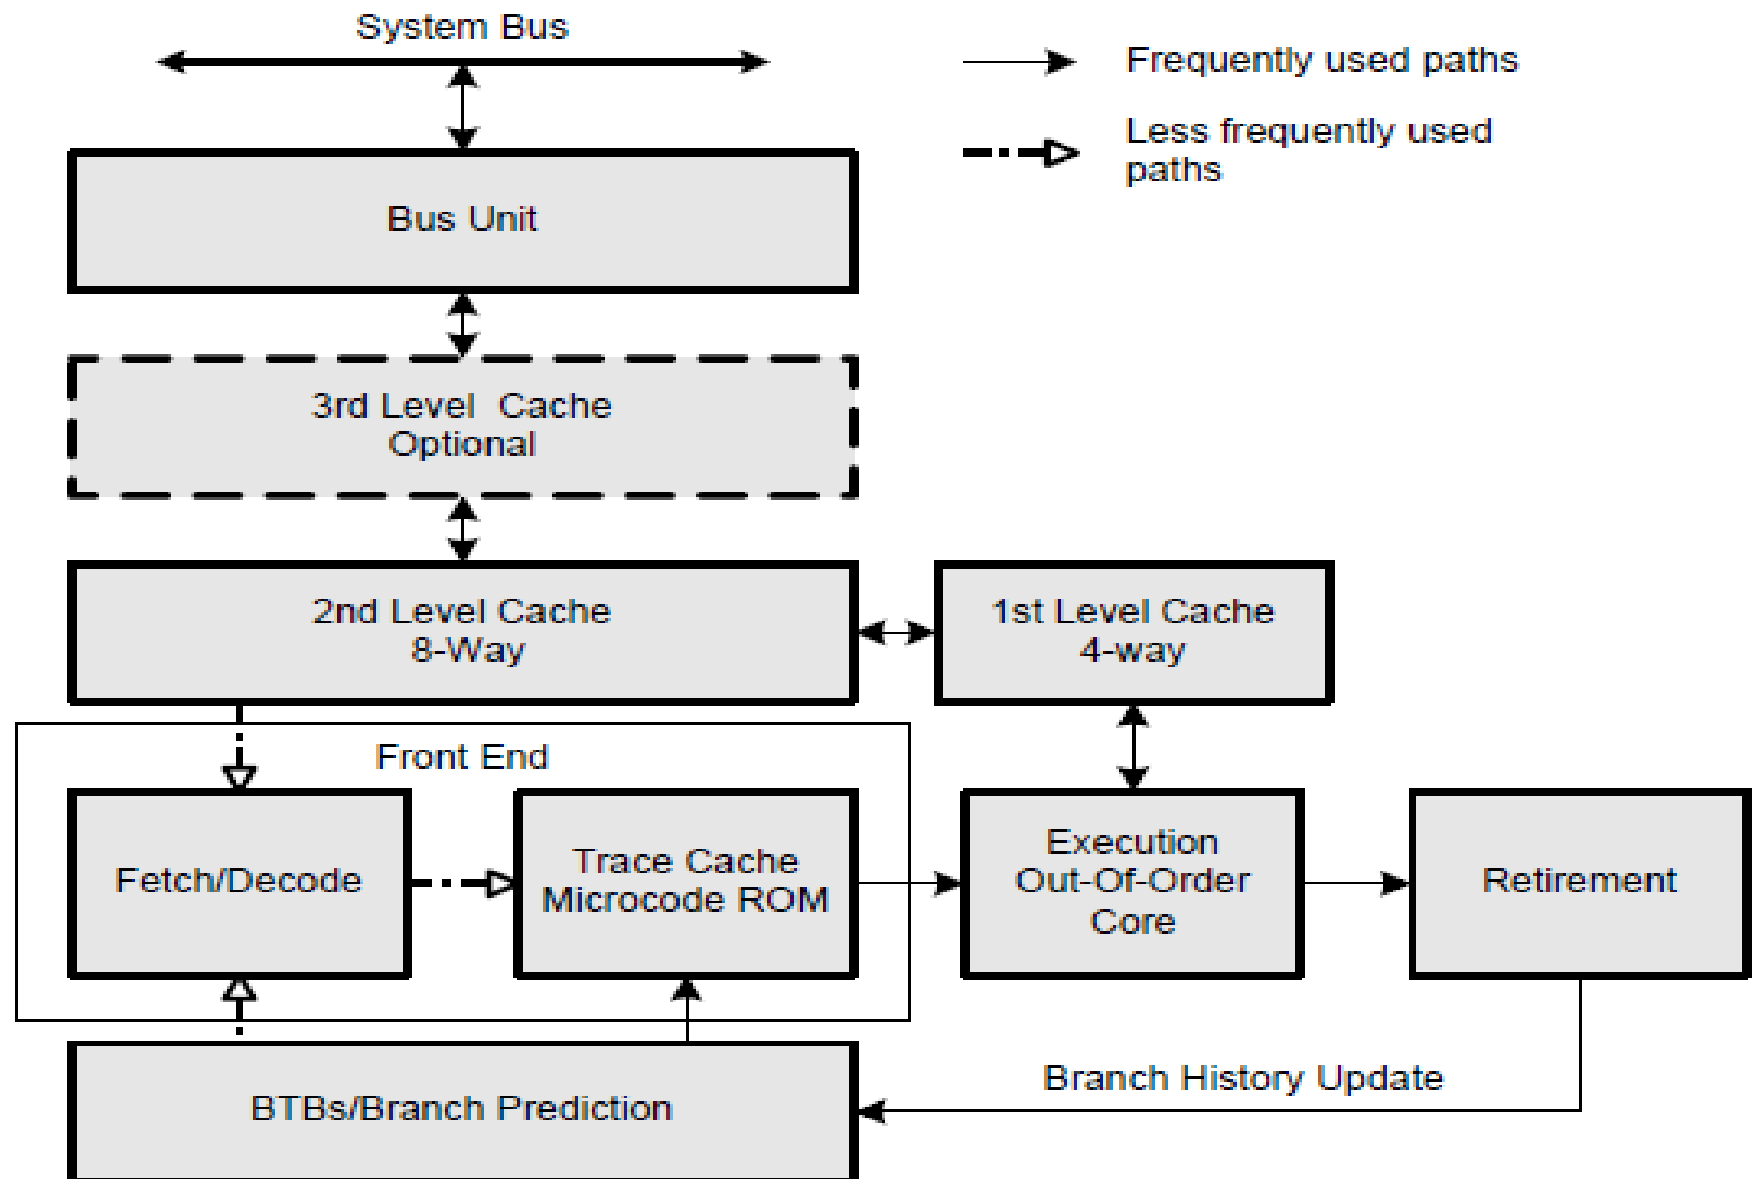 System Bus
Frequently used paths
Less frequently used
paths
Bus Unit
3rd Level Cache
Optional
2nd Level Cache
8-Way
1st Level Cache
4-way
Front End
Fetch/Decode
Trace Cache
Microcode ROM
Execution
Out-Of-Order
Core
Retirement
Branch History Update
BTBs/Branch Prediction